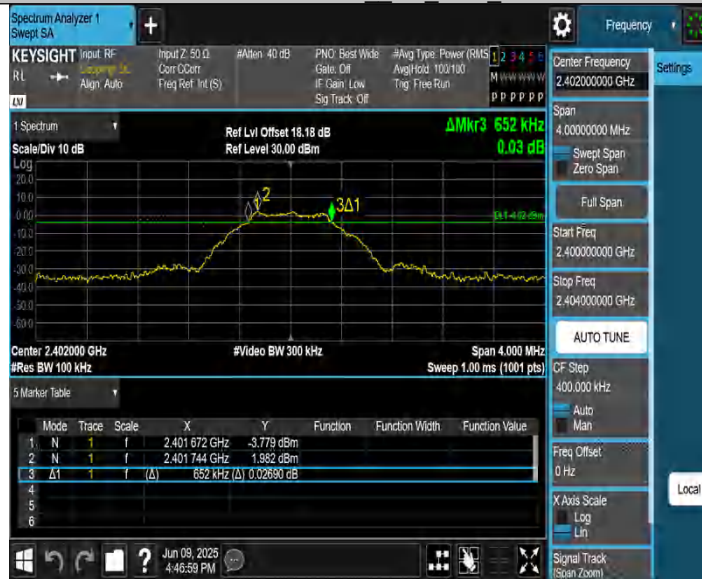 Spectrum Analyzer 1
Swept SA
Frequency
KEYSIGHT Input: RF
Coupling: DC
Align: Auto
Input Z: 50 Ω
Corr CCorr
Freq Ref: Int (S)
#Atten: 40 dB
PNO: Best Wide
Gate: Off
IF Gain: Low
Sig Track: Off
#Avg Type: Power (RMS
Avg|Hold: 100/100
Trig: Free Run
1 2 3 4 5 6
M W W W W W
P P P P P P
RL
LXI
1 Spectrum
Scale/Div 10 dB
Ref Lvl Offset 18.18 dB
Ref Level 30.00 dBm
ΔMkr3 652 kHz
0.03 dB
Log
20.0
10.0
0.00
-10.0
-20.0
-30.0
-40.0
-50.0
-60.0
2
3Δ1
DL1 -4.02 dBm
Center 2.402000 GHz
#Video BW 300 kHz
Span 4.000 MHz
#Res BW 100 kHz
Sweep 1.00 ms (1001 pts)
5 Marker Table
Mode Trace Scale X Y Function Function Width Function Value
1 N 1 f 2.401 672 GHz -3.779 dBm
2 N 1 f 2.401 744 GHz 1.982 dBm
3 Δ1 1 f (Δ) 652 kHz (Δ) 0.02690 dB
4
5
6
Jun 09, 2025
4:46:59 PM
?
Center Frequency
2.402000000 GHz
Span
4.00000000 MHz
Swept Span
Zero Span
Full Span
Start Freq
2.400000000 GHz
Stop Freq
2.404000000 GHz
AUTO TUNE
CF Step
400.000 kHz
Auto
Man
Freq Offset
0 Hz
X Axis Scale
Log
Lin
Signal Track
(Span Zoom)
Settings
Local